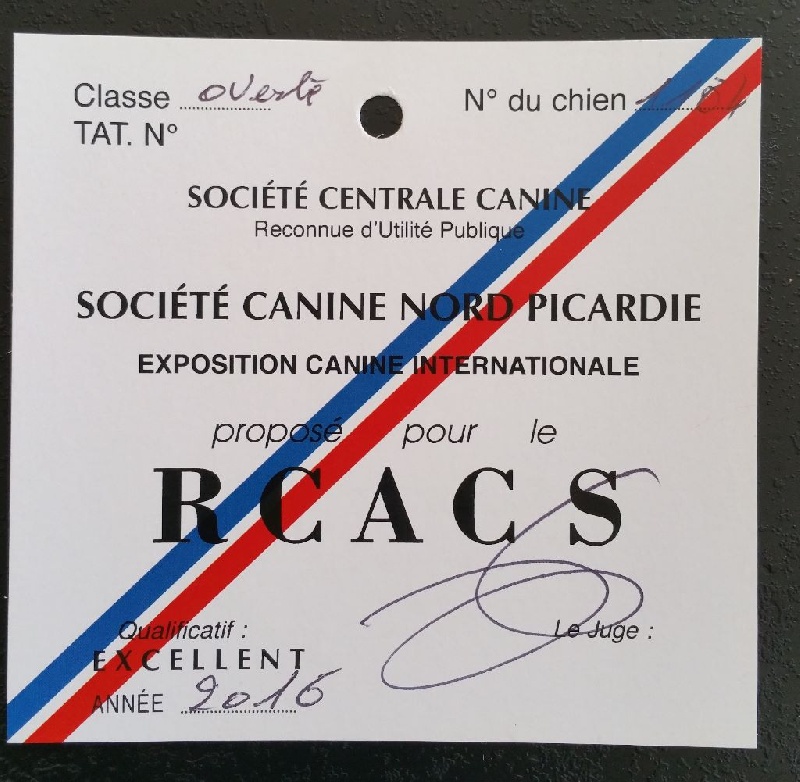 Classe overte N° du chien
TAT. N°
SOCIÉTÉ CENTRALE CANINE
Reconnue d'Utilité Publique
SOCIÉTÉ CANINE NORD PICARDIE
EXPOSITION CANINE INTERNATIONALE
proposé pour le
RCACS
Qualificatif : Le Juge :
EXCELLENT
ANNÉE 2016